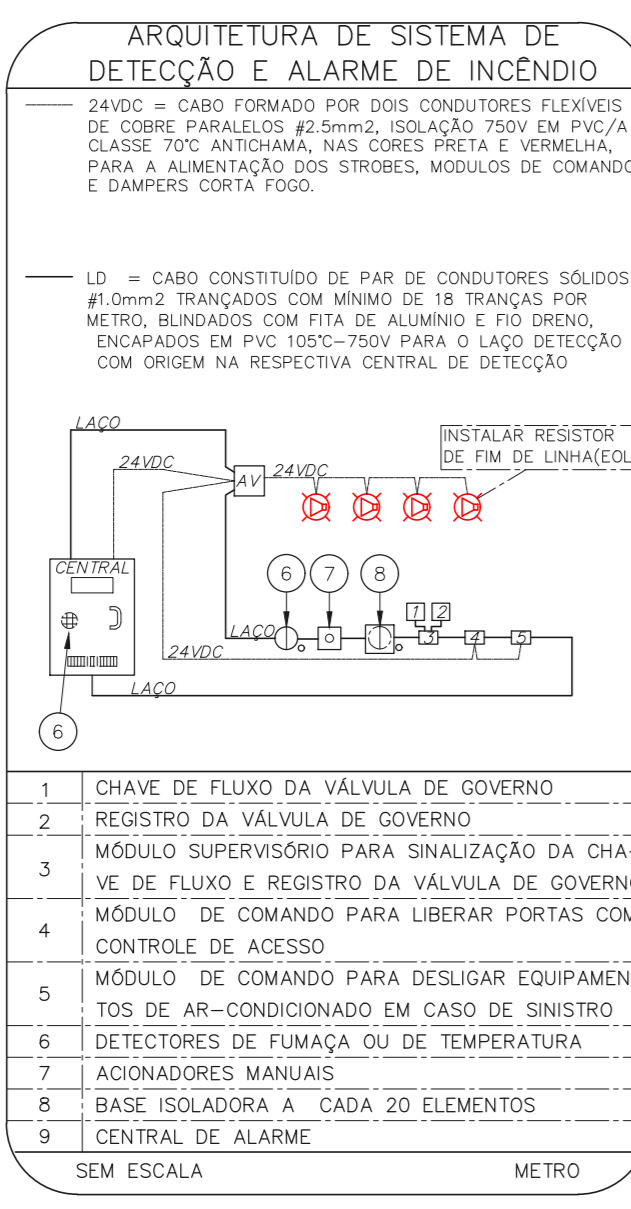 ARQUITETURA DE SISTEMA DE
DETECÇÃO E ALARME DE INCÊNDIO
24VDC = CABO FORMADO POR DOIS CONDUTORES FLEXÍVEIS
DE COBRE PARALELOS #2.5mm2, ISOLAÇÃO 750V EM PVC/A
CLASSE 70°C ANTICHAMA, NAS CORES PRETA E VERMELHA,
PARA A ALIMENTAÇÃO DOS STROBES, MODULOS DE COMANDO
E DAMPERS CORTA FOGO.
LD = CABO CONSTITUÍDO DE PAR DE CONDUTORES SÓLIDOS
#1.0mm2 TRANÇADOS COM MÍNIMO DE 18 TRANÇAS POR
METRO, BLINDADOS COM FITA DE ALUMÍNIO E FIO DRENO,
ENCAPADOS EM PVC 105°C-750V PARA O LAÇO DETECÇÃO
COM ORIGEM NA RESPECTIVA CENTRAL DE DETECÇÃO
LAÇO
INSTALAR RESISTOR
DE FIM DE LINHA(EOL
24VDC
AV
24VDC
CENTRAL
6
7
8
1 2
LAÇO
3
4
5
24VDC
LAÇO
6
1 CHAVE DE FLUXO DA VÁLVULA DE GOVERNO
2 REGISTRO DA VÁLVULA DE GOVERNO
3 MÓDULO SUPERVISÓRIO PARA SINALIZAÇÃO DA CHA-
VE DE FLUXO E REGISTRO DA VÁLVULA DE GOVERNO
4 MÓDULO DE COMANDO PARA LIBERAR PORTAS COM
CONTROLE DE ACESSO
5 MÓDULO DE COMANDO PARA DESLIGAR EQUIPAMEN
TOS DE AR-CONDICIONADO EM CASO DE SINISTRO
6 DETECTORES DE FUMAÇA OU DE TEMPERATURA
7 ACIONADORES MANUAIS
8 BASE ISOLADORA A CADA 20 ELEMENTOS
9 CENTRAL DE ALARME
SEM ESCALA METRO